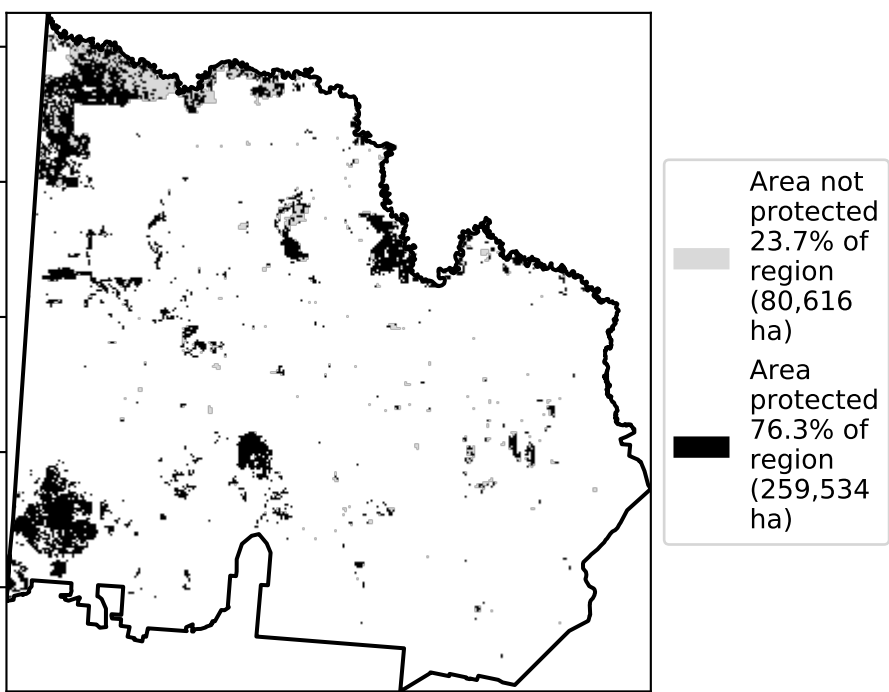 Area not
protected
23.7% of
region
(80,616
ha)
Area
protected
76.3% of
region
(259,534
ha)